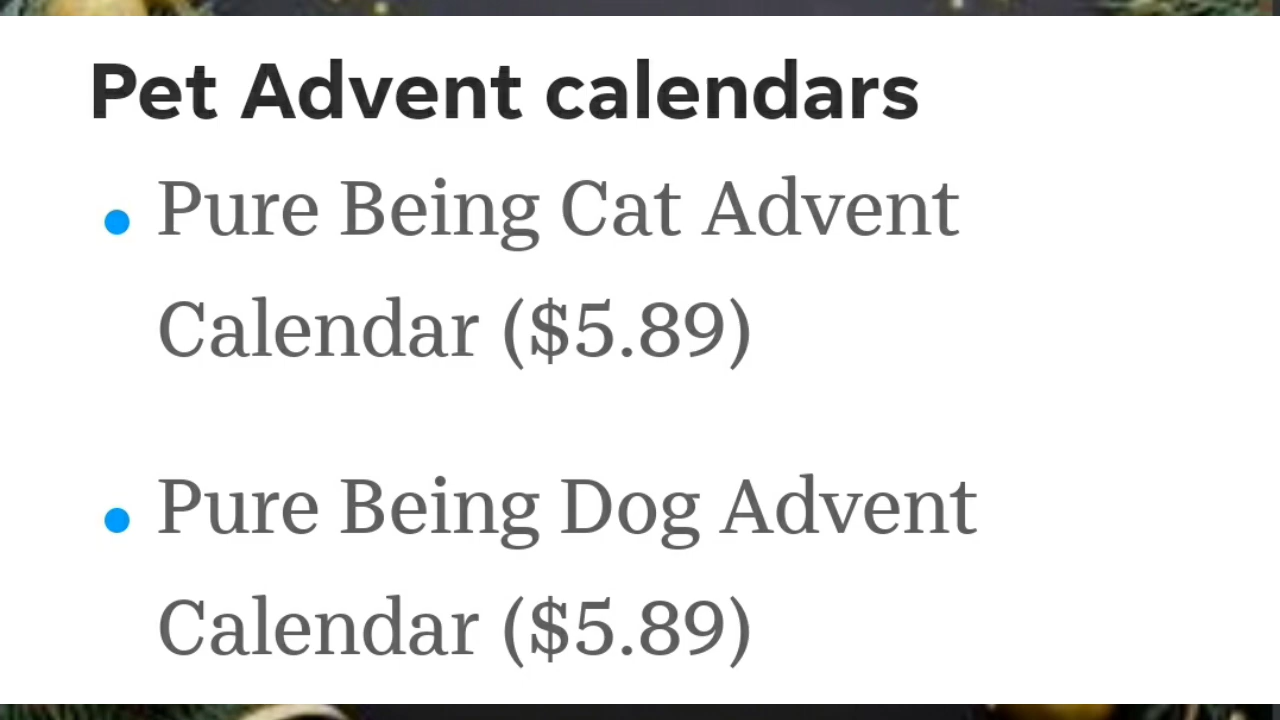 Pet Advent calendars
Pure Being Cat Advent
Calendar ($5.89)
Pure Being Dog Advent
Calendar ($5.89)